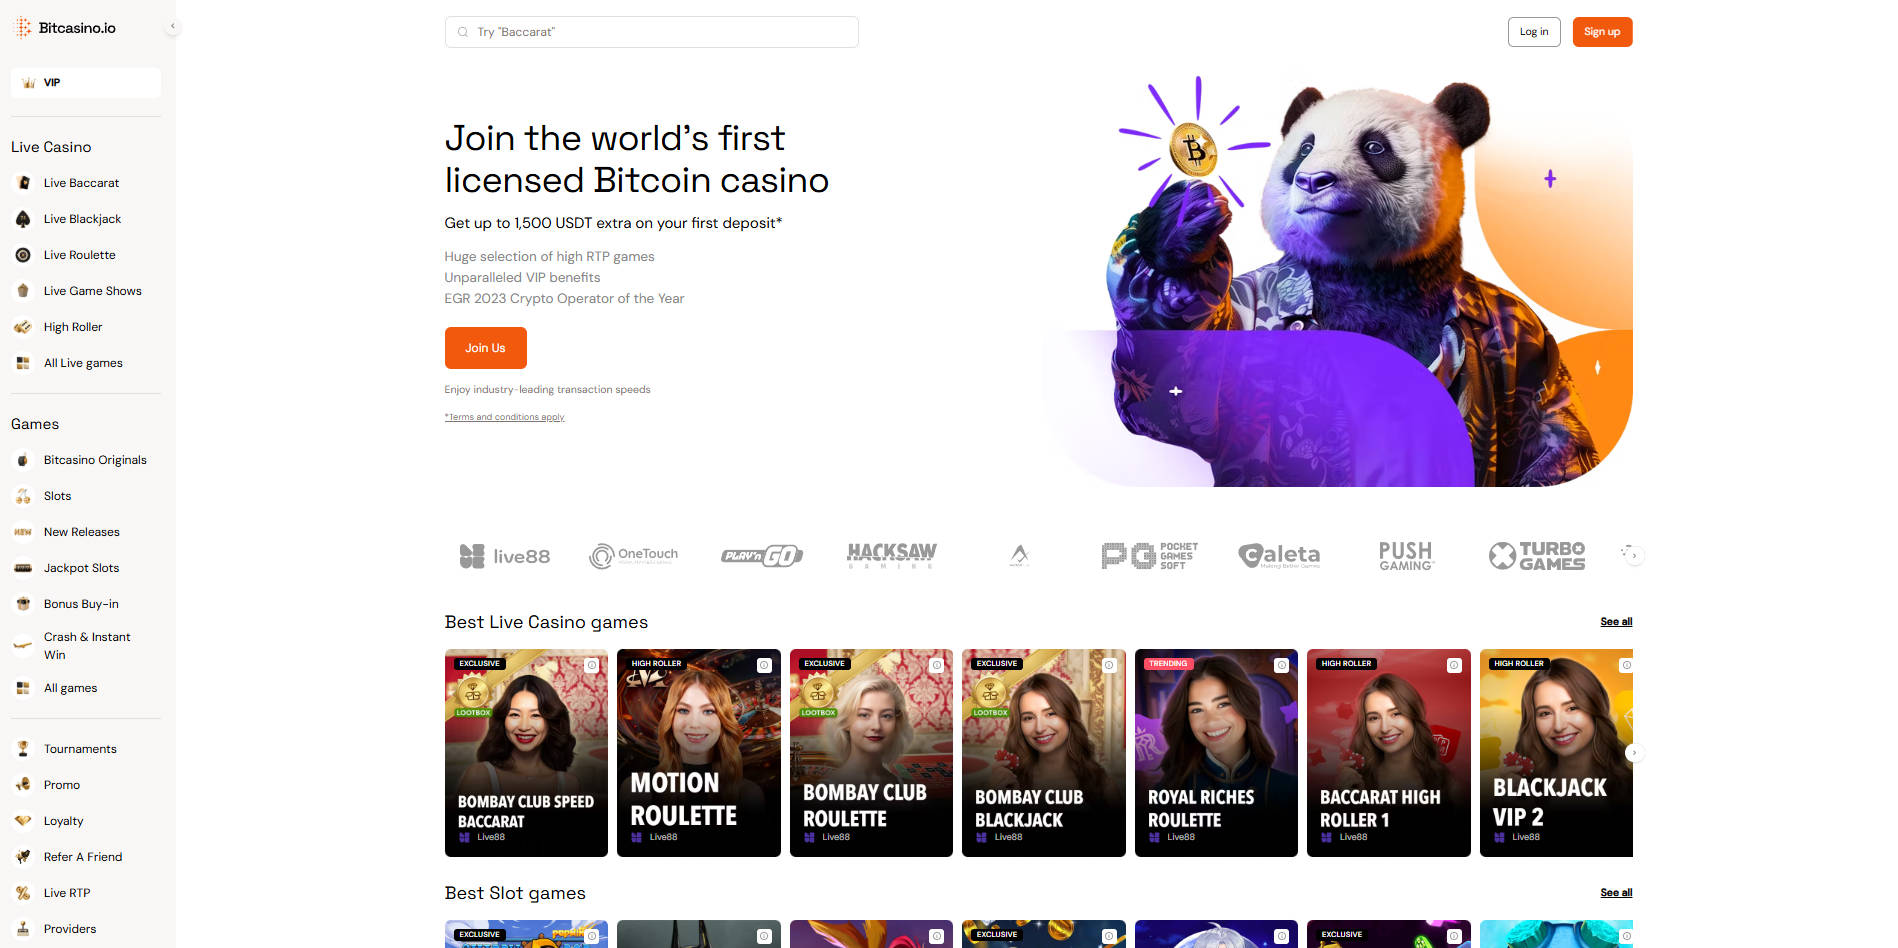 Bitcasino.io
VIP
Live Casino
Live Baccarat
Live Blackjack
Live Roulette
Live Game Shows
High Roller
All Live games
Games
Bitcasino Originals
Slots
New Releases
Jackpot Slots
Bonus Buy-in
Crash & Instant
Win
All games
Tournaments
Promo
Loyalty
Refer A Friend
Live RTP
Providers
Try "Baccarat"
Log in
Sign up
Join the world's first
licensed Bitcoin casino
Get up to 1,500 USDT extra on your first deposit*
Huge selection of high RTP games
Unparalleled VIP benefits
EGR 2023 Crypto Operator of the Year
Join Us
Enjoy industry-leading transaction speeds
*Terms and conditions apply
live88
OneTouch
PLAY'n GO
HACKSAW
GAMING
PG POCKET
GAMES
SOFT
Caleta
Making Better Games
PUSH
GAMING
TURBO
GAMES
Best Live Casino games
See all
EXCLUSIVE
LOOTBOX
BOMBAY CLUB SPEED
BACCARAT
Live88
HIGH ROLLER
MOTION
ROULETTE
Live88
EXCLUSIVE
LOOTBOX
BOMBAY CLUB
ROULETTE
Live88
EXCLUSIVE
LOOTBOX
BOMBAY CLUB
BLACKJACK
Live88
TRENDING
ROYAL RICHES
ROULETTE
Live88
HIGH ROLLER
BACCARAT HIGH
ROLLER 1
Live88
HIGH ROLLER
BLACKJACK
VIP 2
Live88
Best Slot games
See all
EXCLUSIVE
EXCLUSIVE
EXCLUSIVE